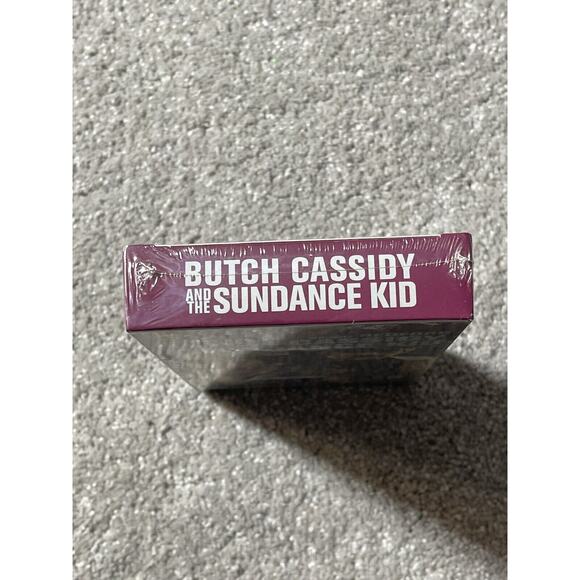 BUTCH CASSIDY
AND THE SUNDANCE KID